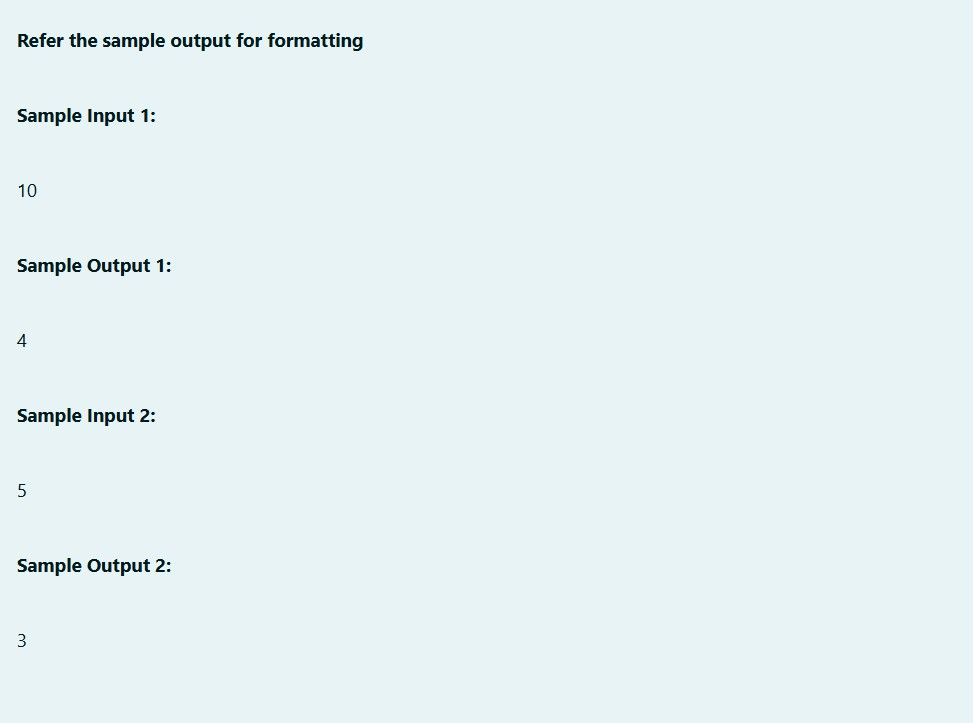 Refer the sample output for formatting
Sample Input 1:
10
Sample Output 1:
4
Sample Input 2:
5
Sample Output 2:
3